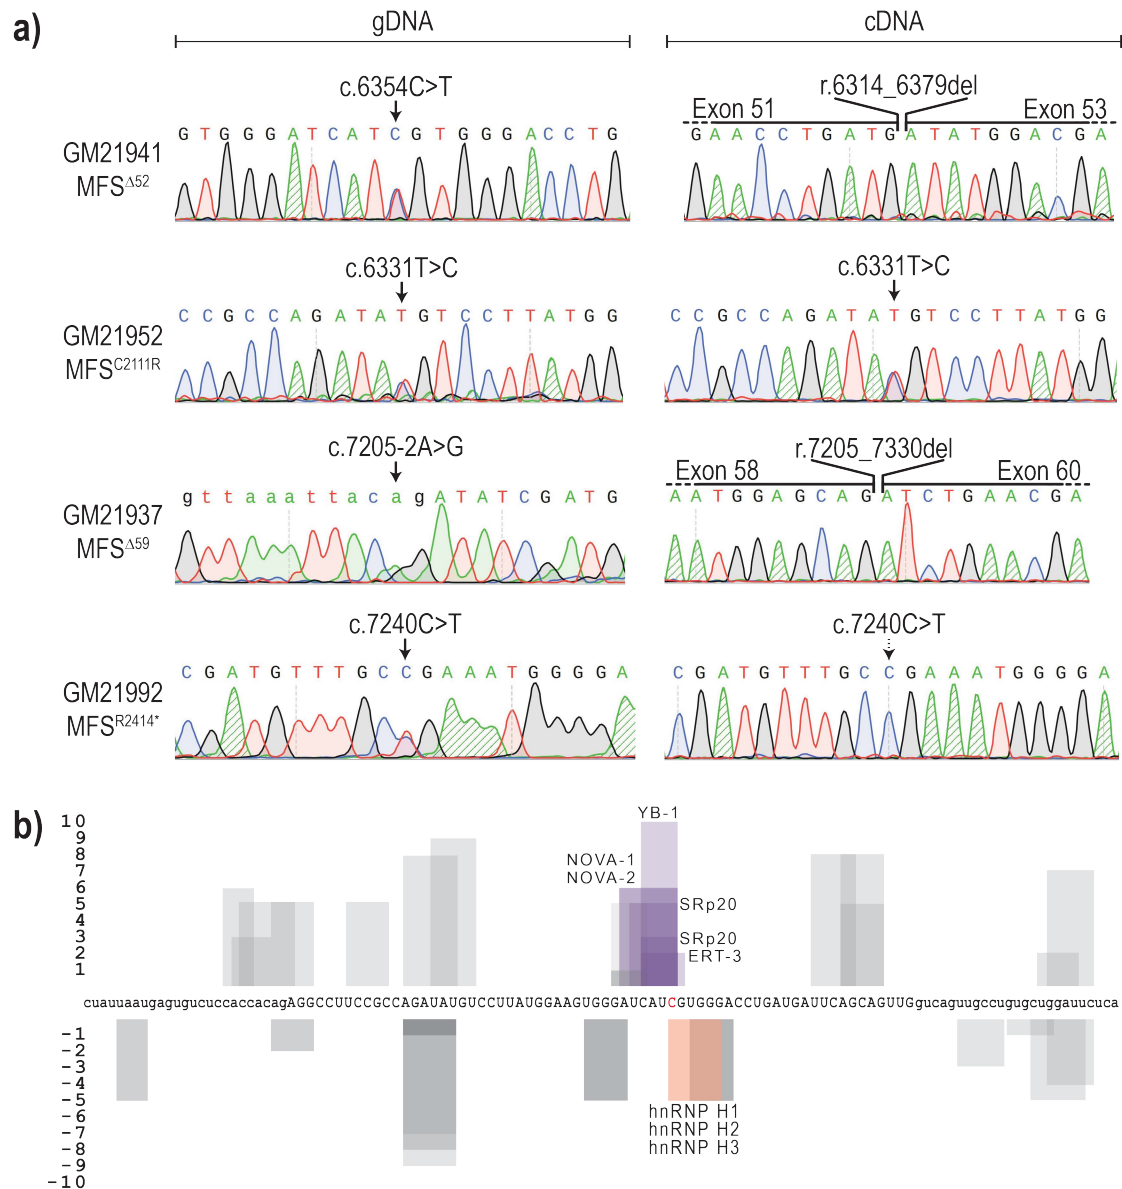 a)
gDNA
cDNA
c.6354C>T
r.6314_6379del
Exon 51
Exon 53
GM21941
MFSΔ52
G T G G G A T C A T C G T G G G A C C T G
G A A C C T G A T G A T A T G G A C G A
c.6331T>C
c.6331T>C
GM21952
MFSC2111R
C C G C C A G A T A T G T C C T T A T G G
C C G C C A G A T A T G T C C T T A T G G
c.7205-2A>G
r.7205_7330del
Exon 58
Exon 60
GM21937
MFSΔ59
g t t a a a t t a c a g A T A T C G A T G
A A T G G A G C A G A T C T G A A C G A
c.7240C>T
c.7240C>T
GM21992
MFSR2414*
C G A T G T T T G C C G A A A T G G G G A
C G A T G T T T G C C G A A A T G G G G A
b)
10
9
8
7
6
5
4
3
2
1
YB-1
NOVA-1
NOVA-2
SRp20
SRp20
ERT-3
cuauuaaugagugucuccaccacagAGGCCUUCCGCCAGAUAUGUCCUUAUGGAAGUGGGAUCAUCGUGGGACCUGAUGAUUCAGCAGUUGgucaguugccugugcuggauucuca
-1
-2
-3
-4
-5
-6
-7
-8
-9
-10
hnRNP H1
hnRNP H2
hnRNP H3